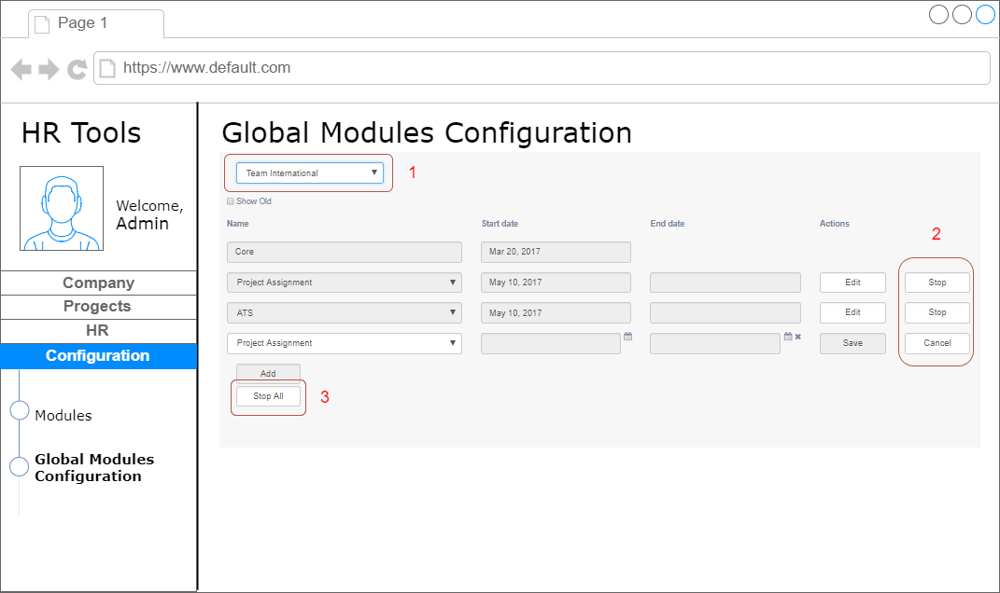 Page 1
https://www.default.com
HR Tools
Welcome,
Admin
Company
Progects
HR
Configuration
Modules
Global Modules
Configuration
Global Modules Configuration
Team International
1
Show Old
Name Start date End date Actions
2
Core Mar 20, 2017
Project Assignment May 10, 2017 Edit Stop
ATS May 10, 2017 Edit Stop
Project Assignment Save Cancel
Add
Stop All
3